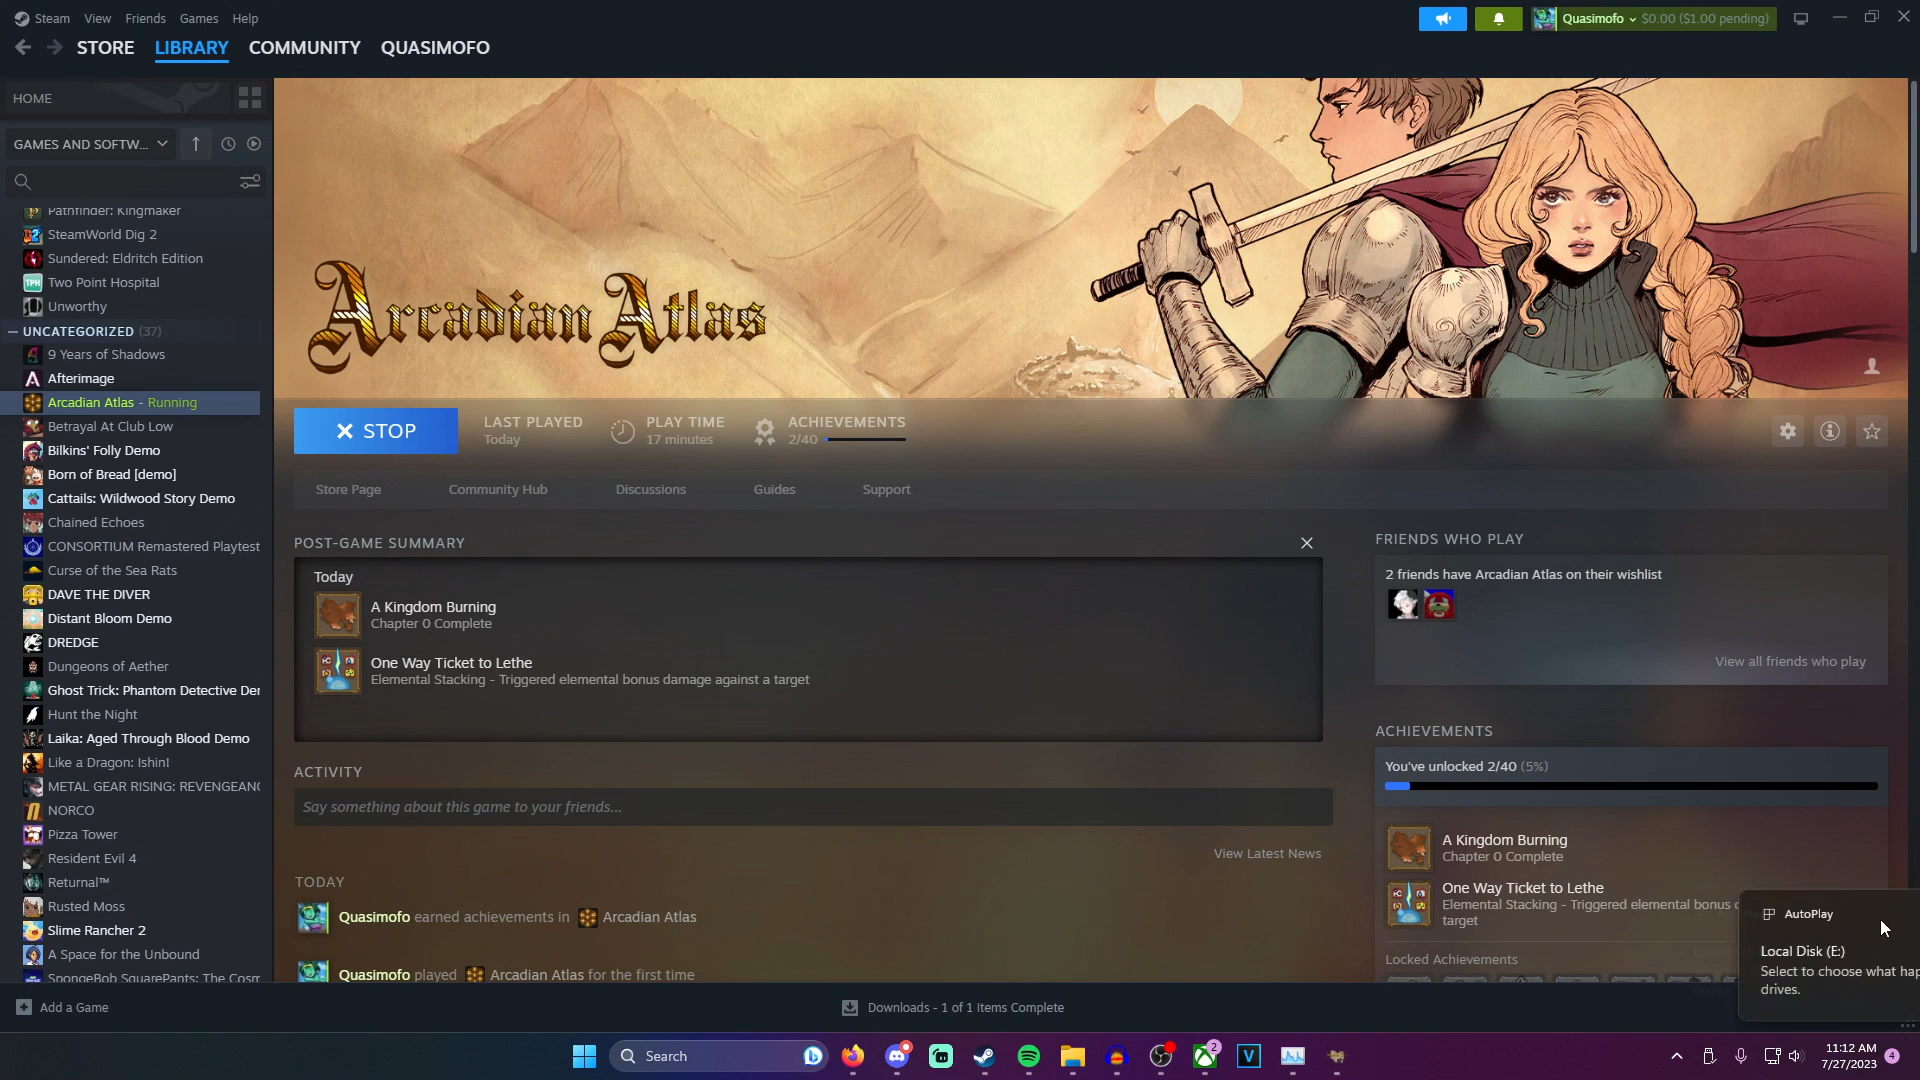 Steam View Friends Games Help
Quasimofo $0.00 ($1.00 pending)
STORE LIBRARY COMMUNITY QUASIMOFO
HOME
GAMES AND SOFTW...
Pathfinder: Kingmaker
SteamWorld Dig 2
Sundered: Eldritch Edition
TPH Two Point Hospital
Unworthy
UNCATEGORIZED (37)
9 Years of Shadows
Afterimage
Arcadian Atlas - Running
Betrayal At Club Low
Bilkins' Folly Demo
Born of Bread [demo]
Cattails: Wildwood Story Demo
Chained Echoes
CONSORTIUM Remastered Playtest
Curse of the Sea Rats
DAVE THE DIVER
Distant Bloom Demo
DREDGE
Dungeons of Aether
Ghost Trick: Phantom Detective Der
Hunt the Night
Laika: Aged Through Blood Demo
Like a Dragon: Ishin!
METAL GEAR RISING: REVENGEANC
NORCO
Pizza Tower
Resident Evil 4
Returnal™
Rusted Moss
Slime Rancher 2
A Space for the Unbound
SpongeBob SquarePants: The Cosm
Add a Game
Arcadian Atlas
STOP
LAST PLAYED
Today
PLAY TIME
17 minutes
ACHIEVEMENTS
2/40
Store Page Community Hub Discussions Guides Support
POST-GAME SUMMARY
Today
A Kingdom Burning
Chapter 0 Complete
One Way Ticket to Lethe
Elemental Stacking - Triggered elemental bonus damage against a target
ACTIVITY
Say something about this game to your friends...
View Latest News
TODAY
Quasimofo earned achievements in Arcadian Atlas
Quasimofo played Arcadian Atlas for the first time
FRIENDS WHO PLAY
2 friends have Arcadian Atlas on their wishlist
View all friends who play
ACHIEVEMENTS
You've unlocked 2/40 (5%)
A Kingdom Burning
Chapter 0 Complete
One Way Ticket to Lethe
Elemental Stacking - Triggered elemental bonus
target
Locked Achievements
AutoPlay
Local Disk (E:)
Select to choose what hap
drives.
Downloads - 1 of 1 Items Complete
Search
2
V
11:12 AM
7/27/2023
4